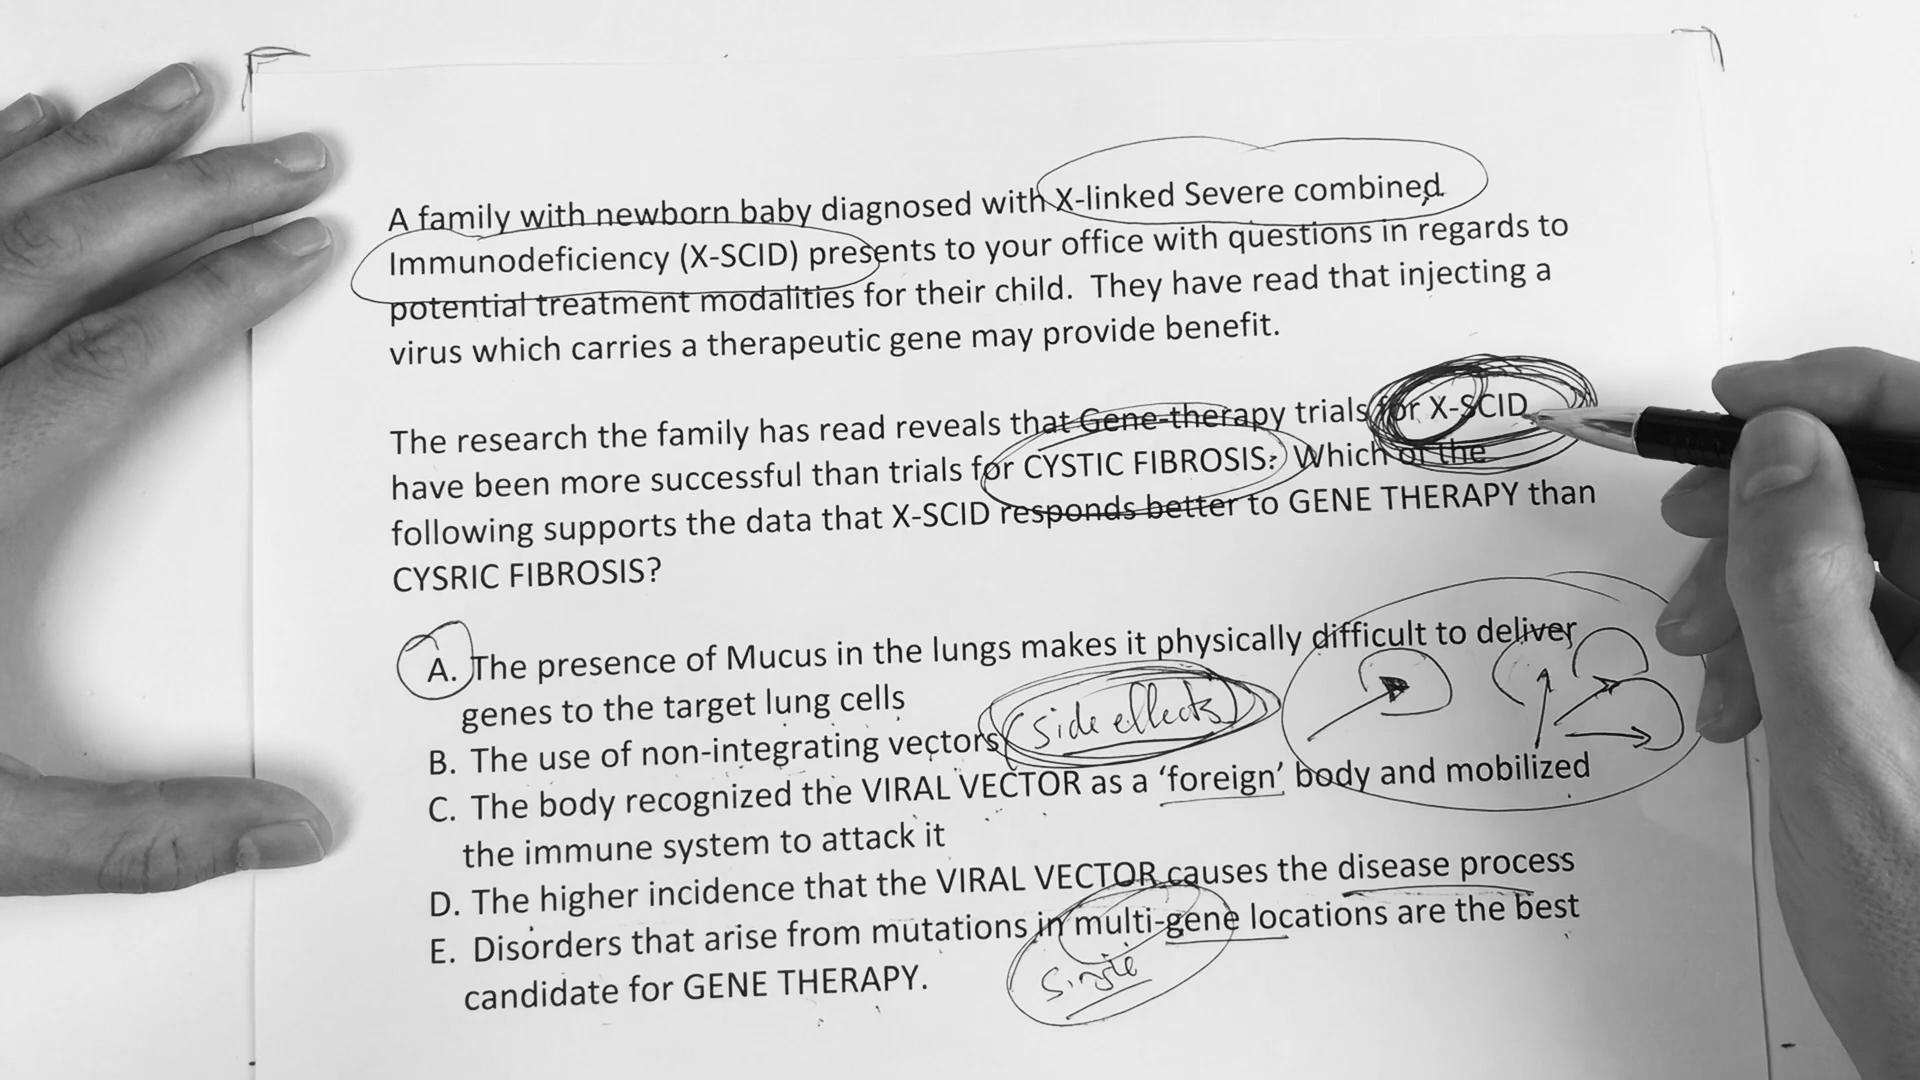 A family with newborn baby diagnosed with X-linked Severe combined
Immunodeficiency (X-SCID) presents to your office with questions in regards to
potential treatment modalities for their child. They have read that injecting a
virus which carries a therapeutic gene may provide benefit.
The research the family has read reveals that Gene-therapy trials for X-SCID
have been more successful than trials for CYSTIC FIBROSIS. Which of the
following supports the data that X-SCID responds better to GENE THERAPY than
CYSRIC FIBROSIS?
A. The presence of Mucus in the lungs makes it physically difficult to deliver
genes to the target lung cells
(side effects)
B. The use of non-integrating vectors
C. The body recognized the VIRAL VECTOR as a ‘foreign’ body and mobilized
the immune system to attack it
D. The higher incidence that the VIRAL VECTOR causes the disease process
E. Disorders that arise from mutations in multi-gene locations are the best
candidate for GENE THERAPY.
Single